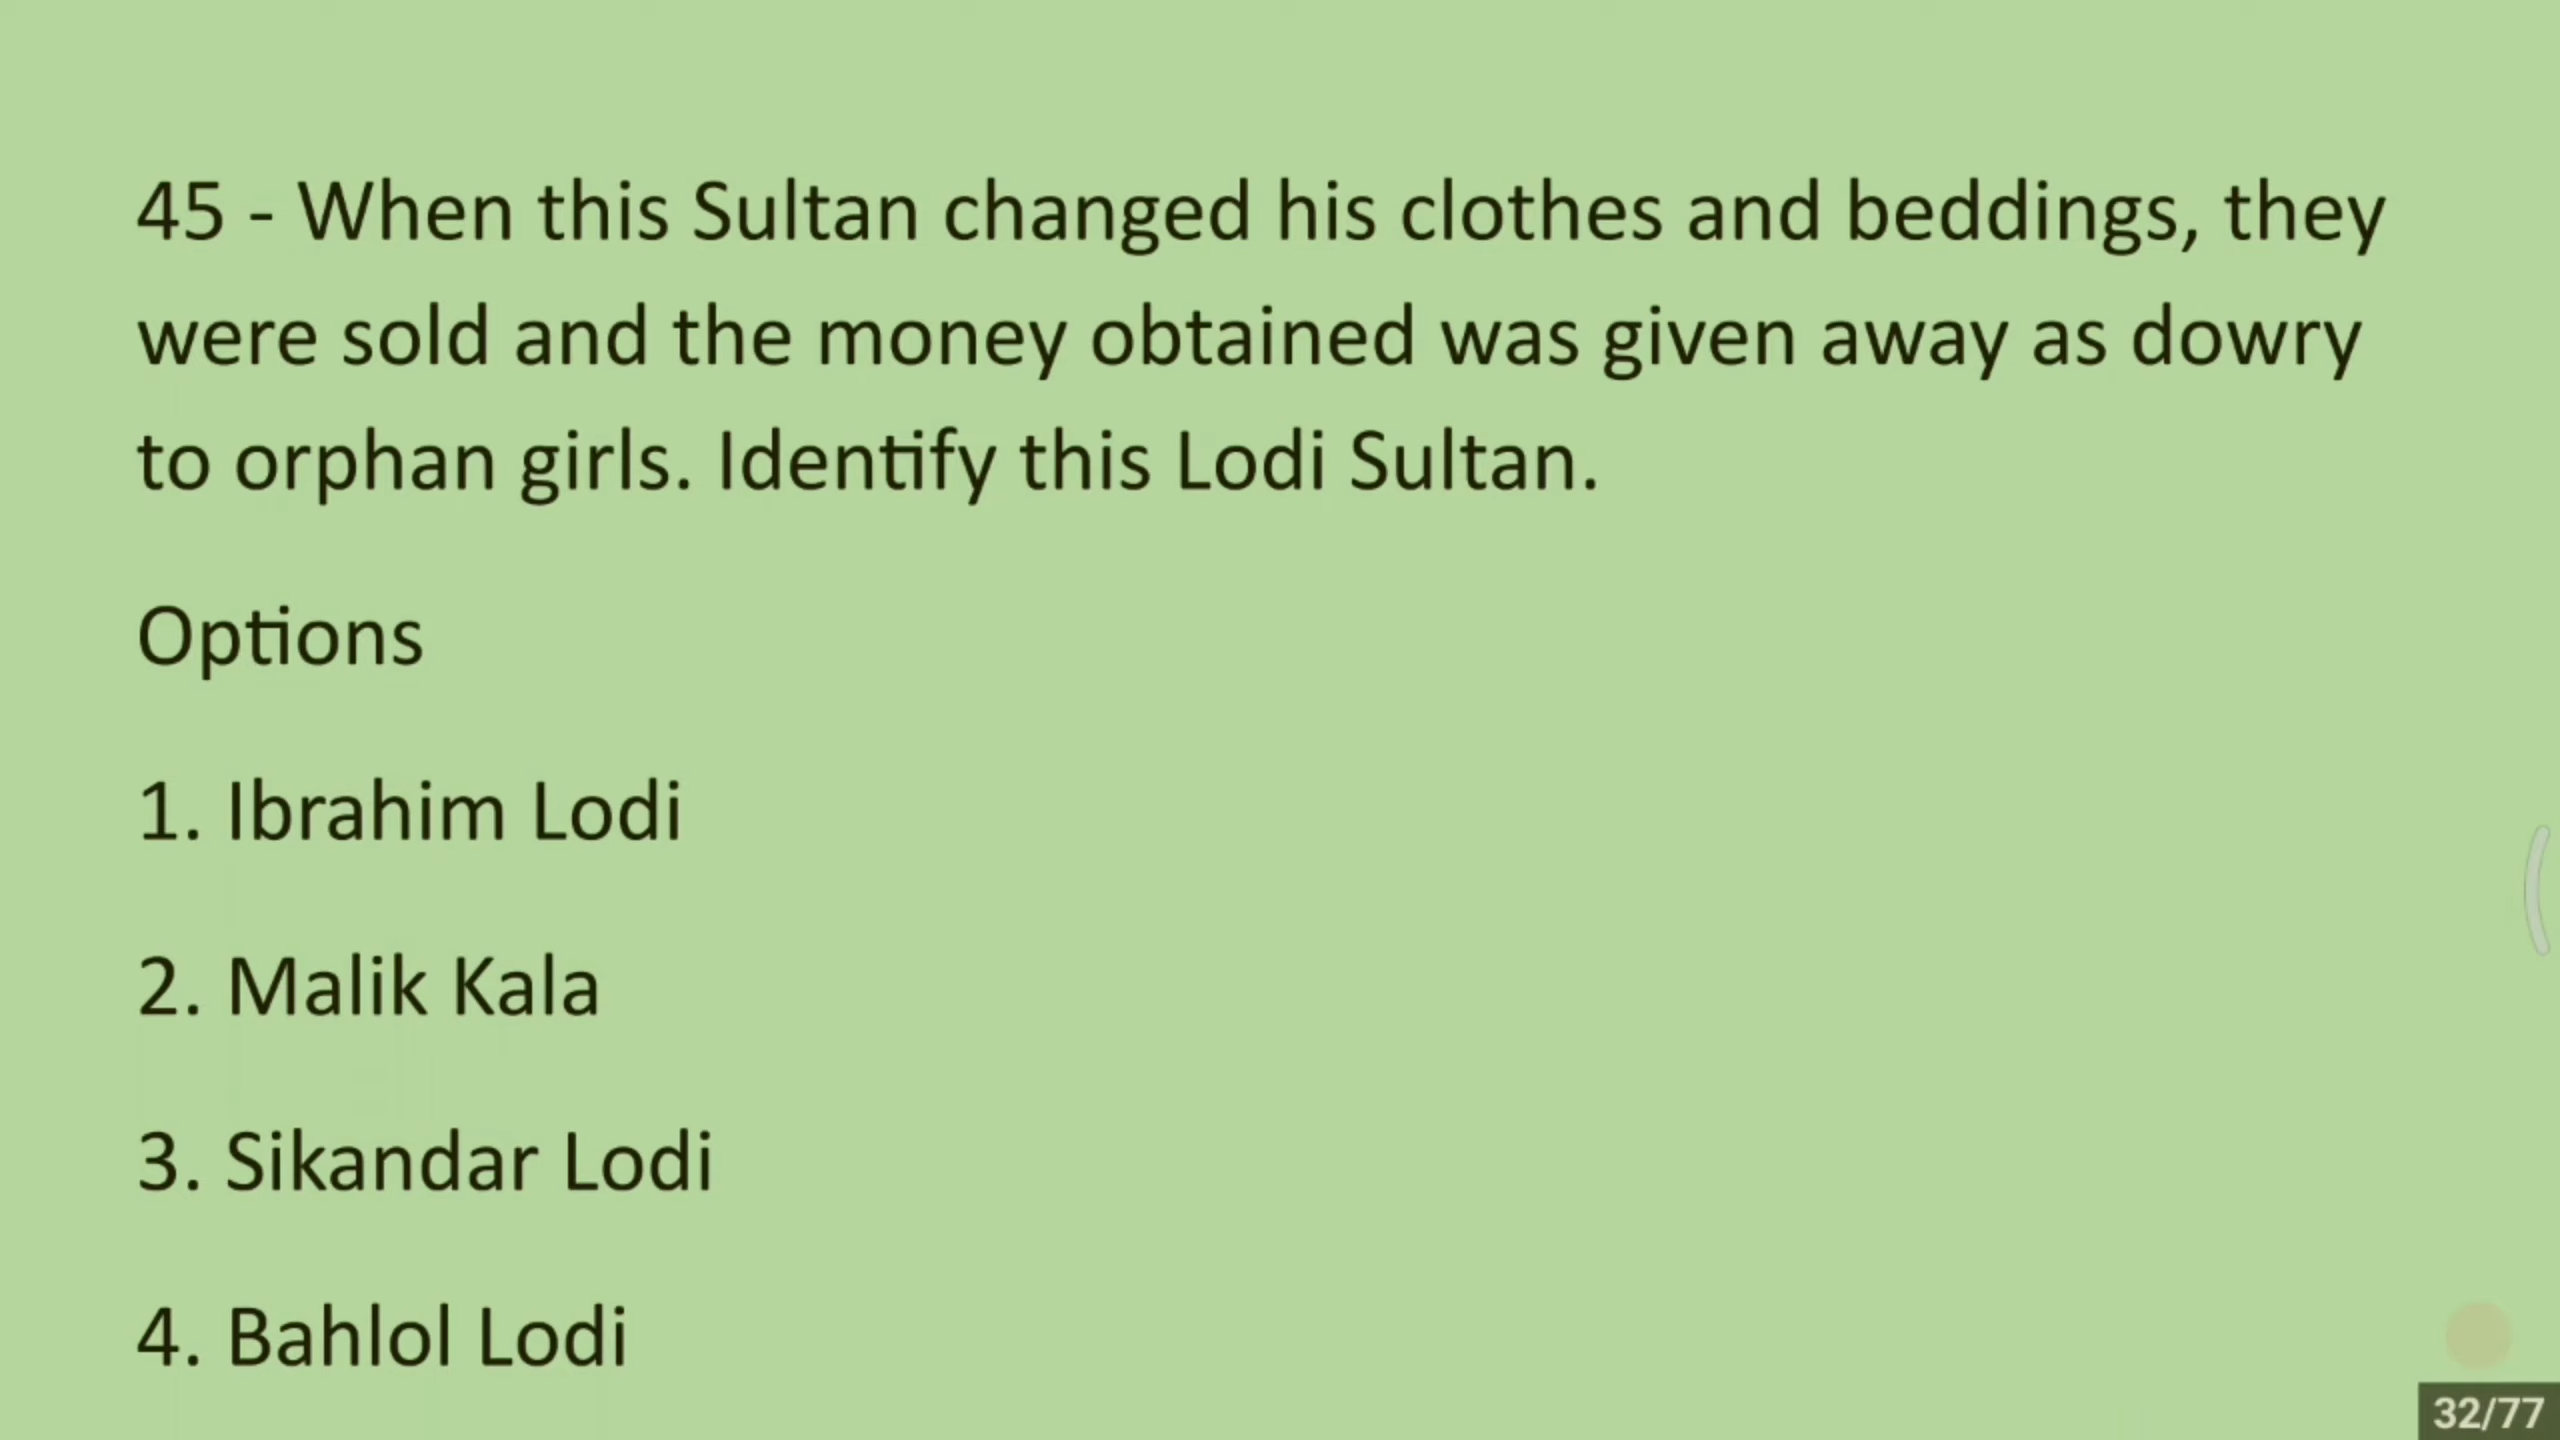 45 - When this Sultan changed his clothes and beddings, they
were sold and the money obtained was given away as dowry
to orphan girls. Identify this Lodi Sultan.
Options
1. Ibrahim Lodi
2. Malik Kala
3. Sikandar Lodi
4. Bahlol Lodi
32/77